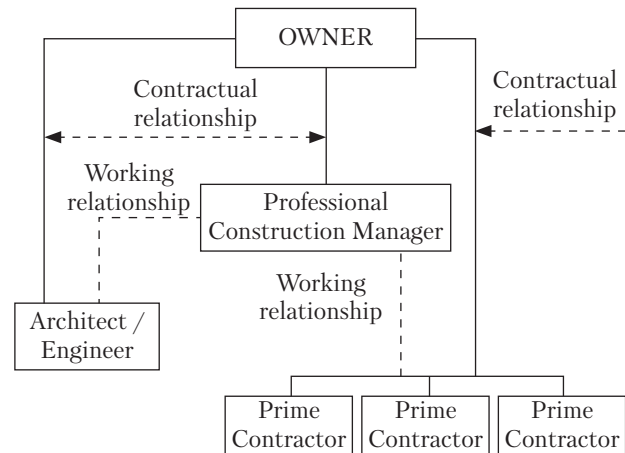 OWNER
Contractual
relationship
Contractual
relationship
Working
relationship
Professional
Construction Manager
Working
relationship
Architect /
Engineer
Prime
Contractor
Prime
Contractor
Prime
Contractor